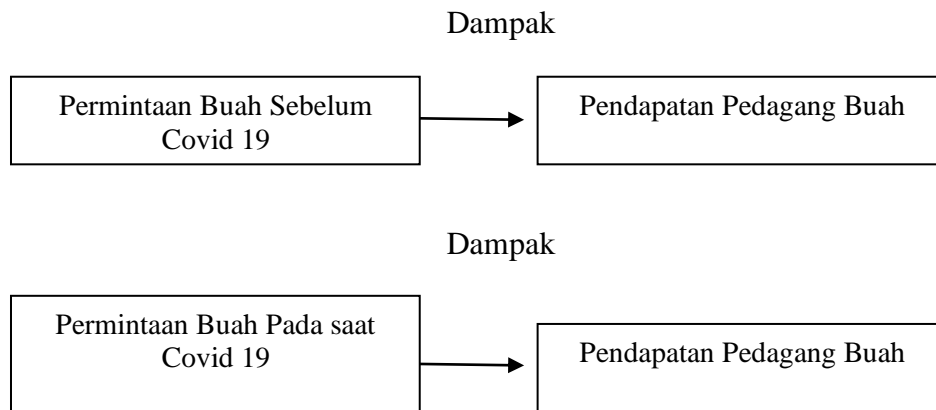 Dampak
Permintaan Buah Sebelum
Covid 19
Pendapatan Pedagang Buah
Dampak
Permintaan Buah Pada saat
Covid 19
Pendapatan Pedagang Buah